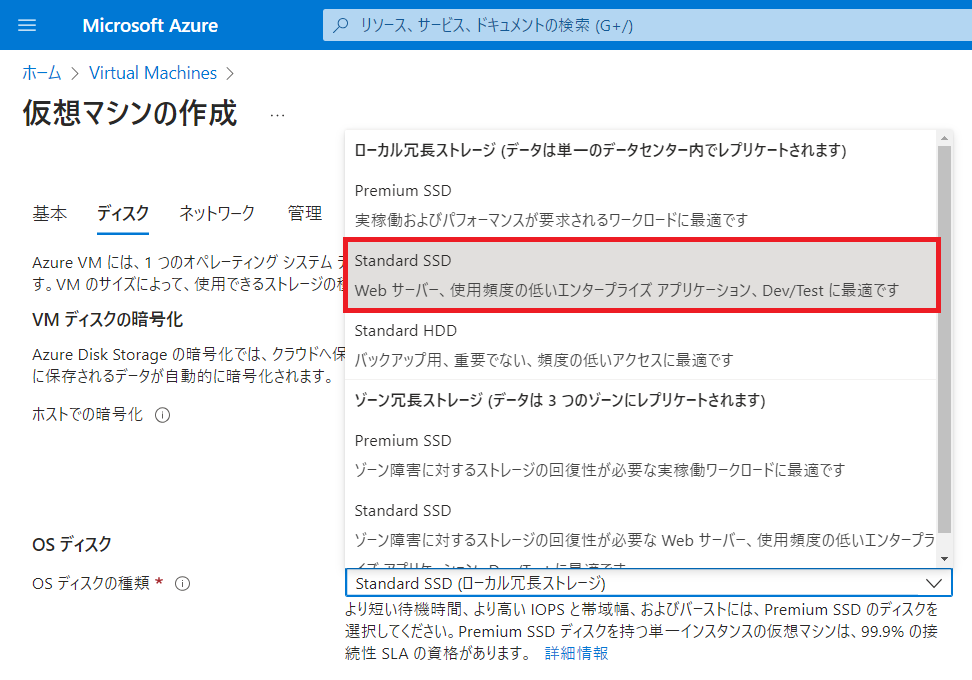 Microsoft Azure
リソース、サービス、ドキュメントの検索 (G+/)
ホーム > Virtual Machines >
仮想マシンの作成 ...
ローカル冗長ストレージ (データは単一のデータセンター内でレプリケートされます)
Premium SSD
実稼働およびパフォーマンスが要求されるワークロードに最適です
基本 ディスク ネットワーク 管理
Standard SSD
Web サーバー、使用頻度の低いエンタープライズ アプリケーション、Dev/Test に最適です
Azure VM には、1 つのオペレーティング システム
す。VM のサイズによって、使用できるストレージの
VM ディスクの暗号化
Standard HDD
バックアップ用、重要でない、頻度の低いアクセスに最適です
Azure Disk Storage の暗号化では、クラウドへ保
に保存されるデータが自動的に暗号化されます。
ホストでの暗号化
ゾーン冗長ストレージ (データは 3 つのゾーンにレプリケートされます)
Premium SSD
ゾーン障害に対するストレージの回復性が必要な実稼働ワークロードに最適です
Standard SSD
ゾーン障害に対するストレージの回復性が必要な Web サーバー、使用頻度の低いエンタープラ
イズ アプリケーション、Dev/Test に最適です
OS ディスク
OS ディスクの種類 *
Standard SSD (ローカル冗長ストレージ)
より短い待機時間、より高い IOPS と帯域幅、およびバーストには、Premium SSD のディスクを
選択してください。Premium SSD ディスクを持つ単一インスタンスの仮想マシンは、99.9% の接
続性 SLA の資格があります。 詳細情報